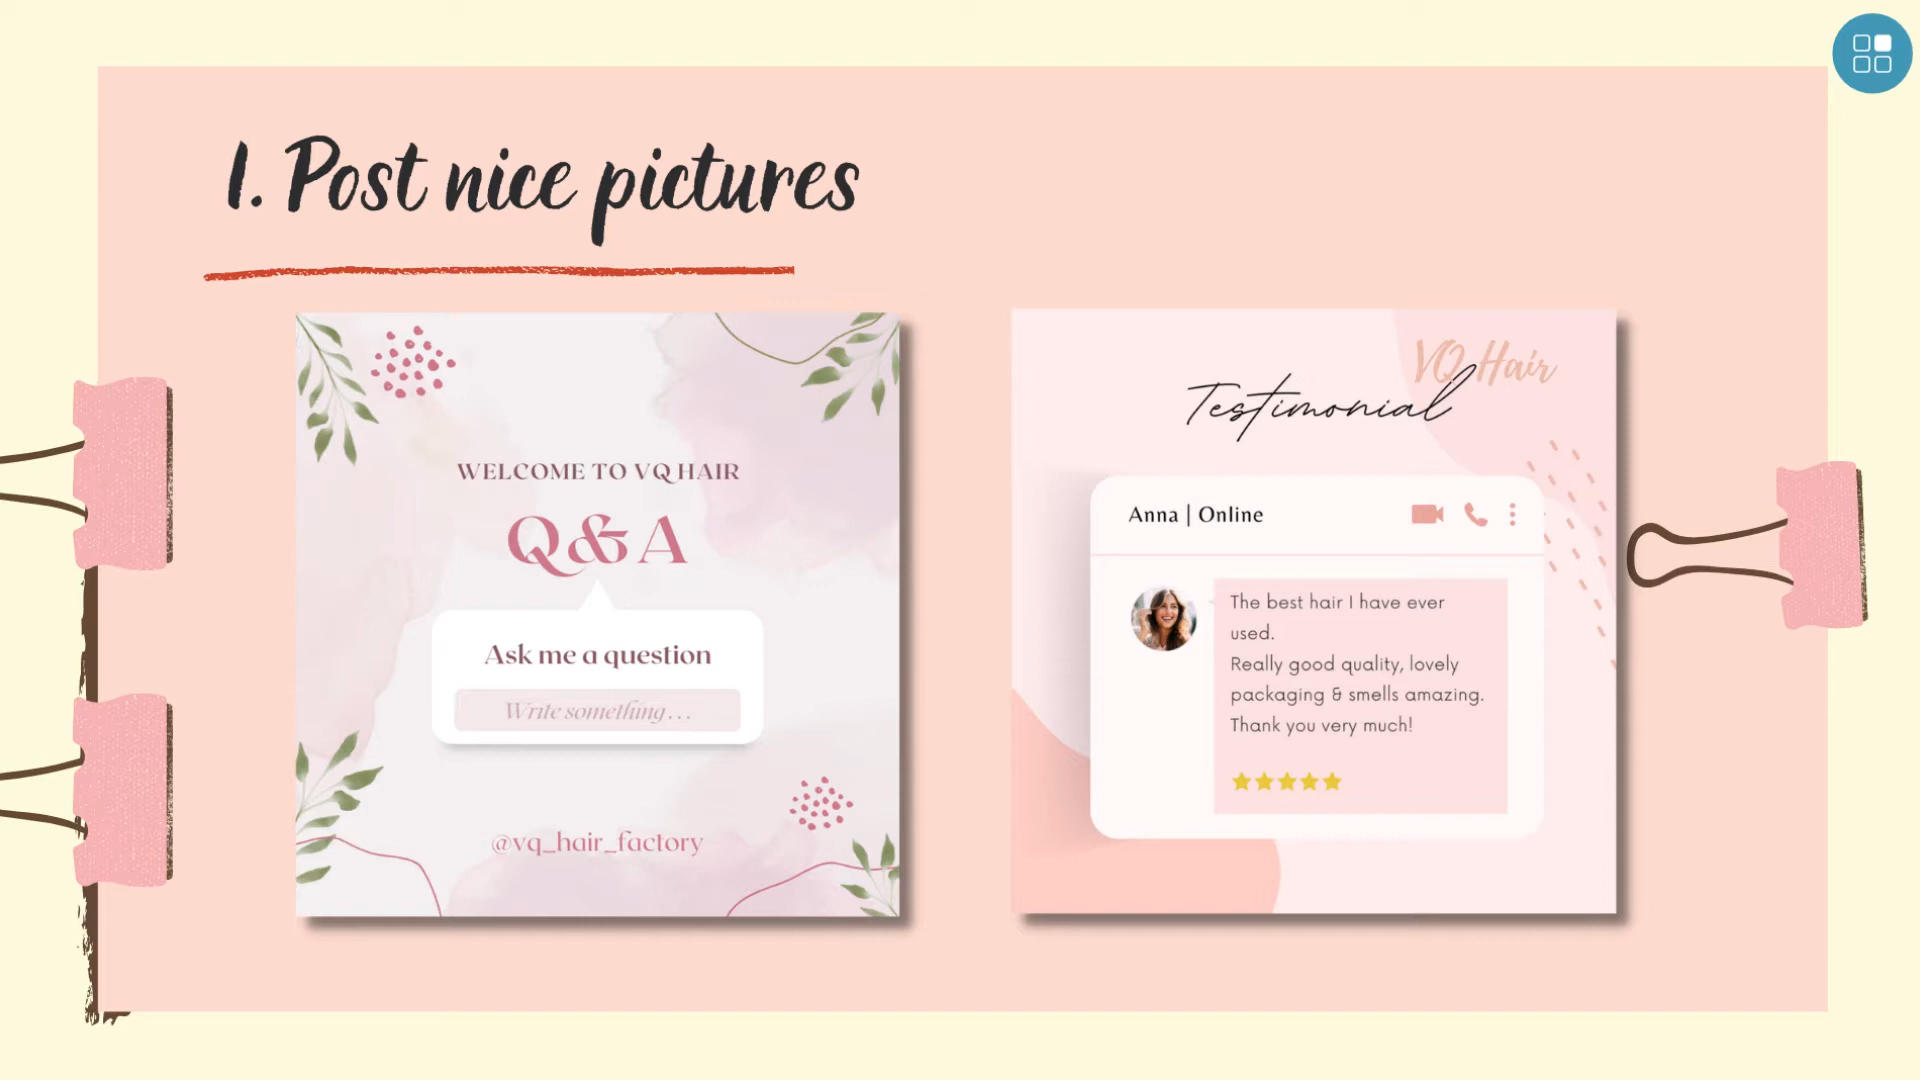 1. Post nice pictures
WELCOME TO VQ HAIR
Q&A
Ask me a question
Write something...
@vq_hair_factory
VQ Hair
Testimonial
Anna | Online
The best hair I have ever
used.
Really good quality, lovely
packaging & smells amazing.
Thank you very much!